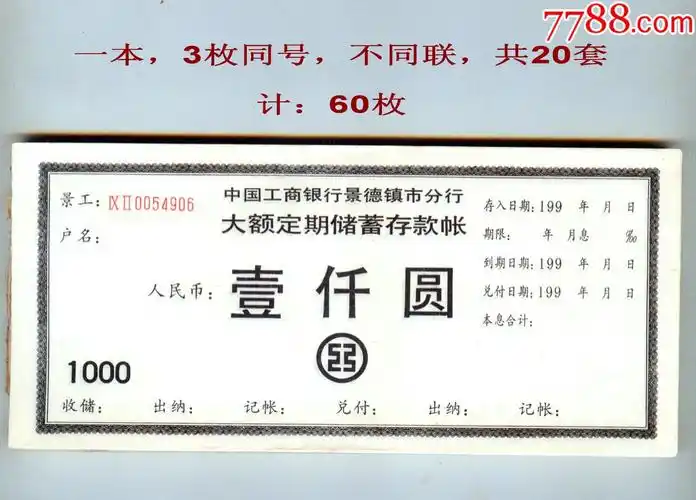 7788.com
一本，3枚同号，不同联，共20套
计：60枚
景工：ⅨⅡ0054906
中国工商银行景德镇市分行
大额定期储蓄存款帐
户名：
存入日期：199 年 月 日
期限： 年 月息 ‰
到期日期：199 年 月 日
兑付日期：199 年 月 日
本息合计：
人民币：壹仟圆
1000
收储： 出纳： 记帐： 兑付： 出纳： 记帐：